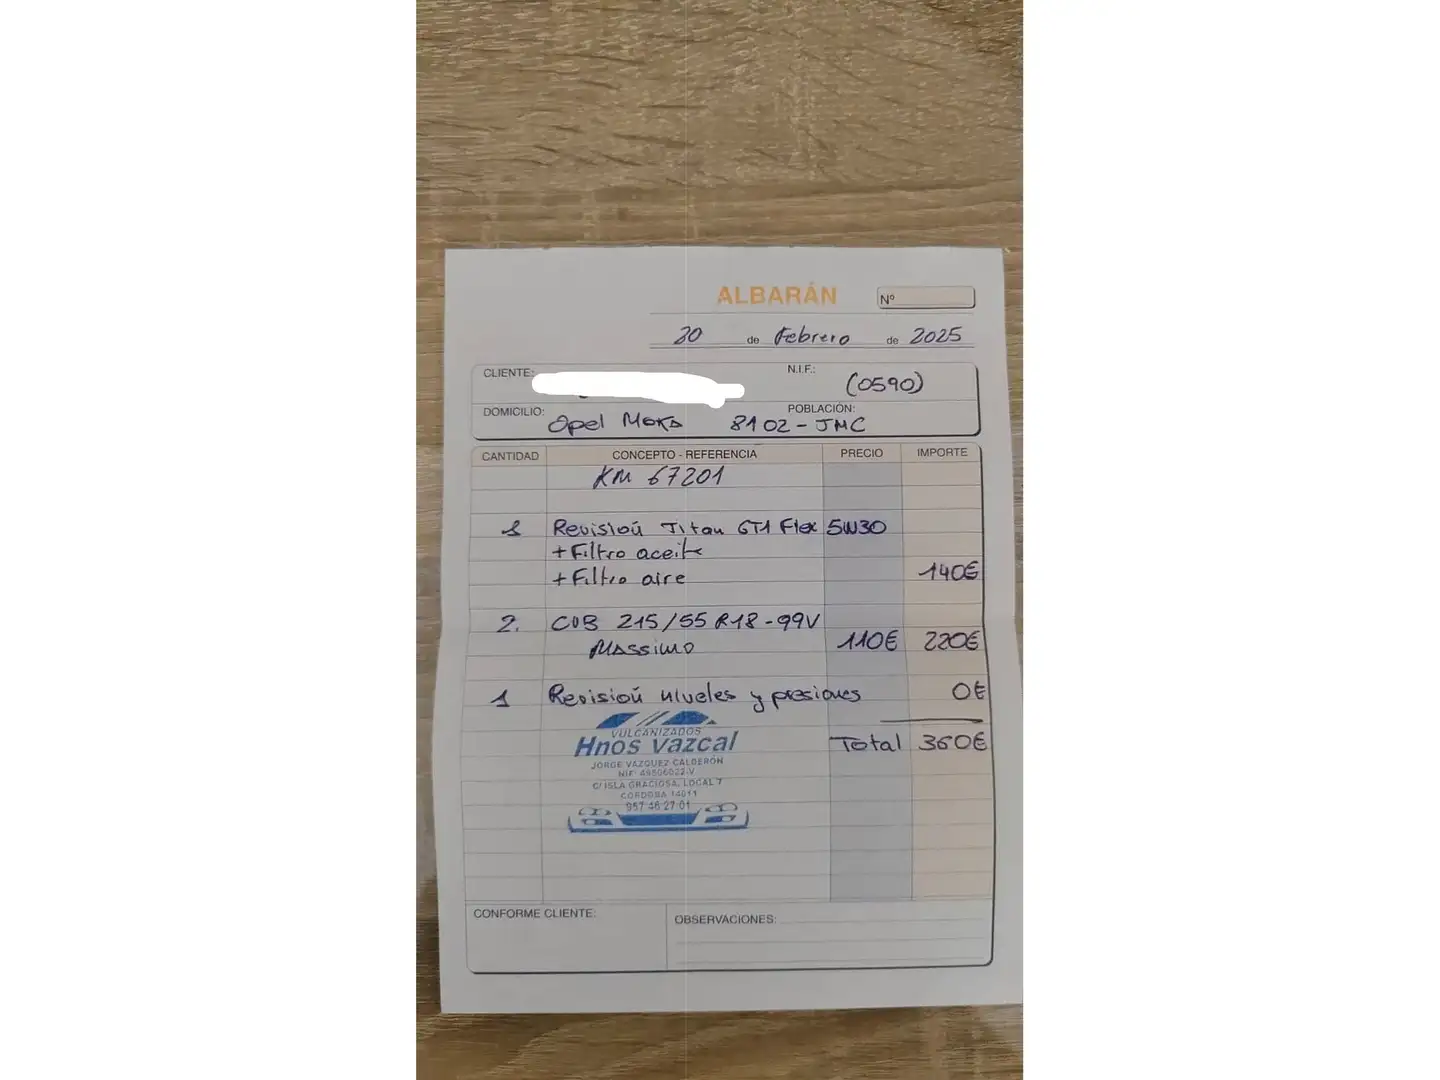 ALBARÁN
Nº
20 de Febrero de 2025
CLIENTE: N.I.F.: (0590)
DOMICILIO: Opel Moka POBLACIÓN: 8102-JMC
CANTIDAD CONCEPTO - REFERENCIA PRECIO IMPORTE
KM 67201
1 Revisión Titan GT1 Flex 5W30
+Filtro aceite
+Filtro aire 140€
2. CUB 215/55 R18-99V
Massimo 110€ 220€
1 Revisión niveles y presiones 0€
VULCANIZADOS
Hnos vazcal
Total 360€
JORGE VAZQUEZ CALDERON
NIF: 49506022-V
C/ ISLA GRACIOSA, LOCAL 7
CORDOBA 14011
957 46 27 01
CONFORME CLIENTE:
OBSERVACIONES: